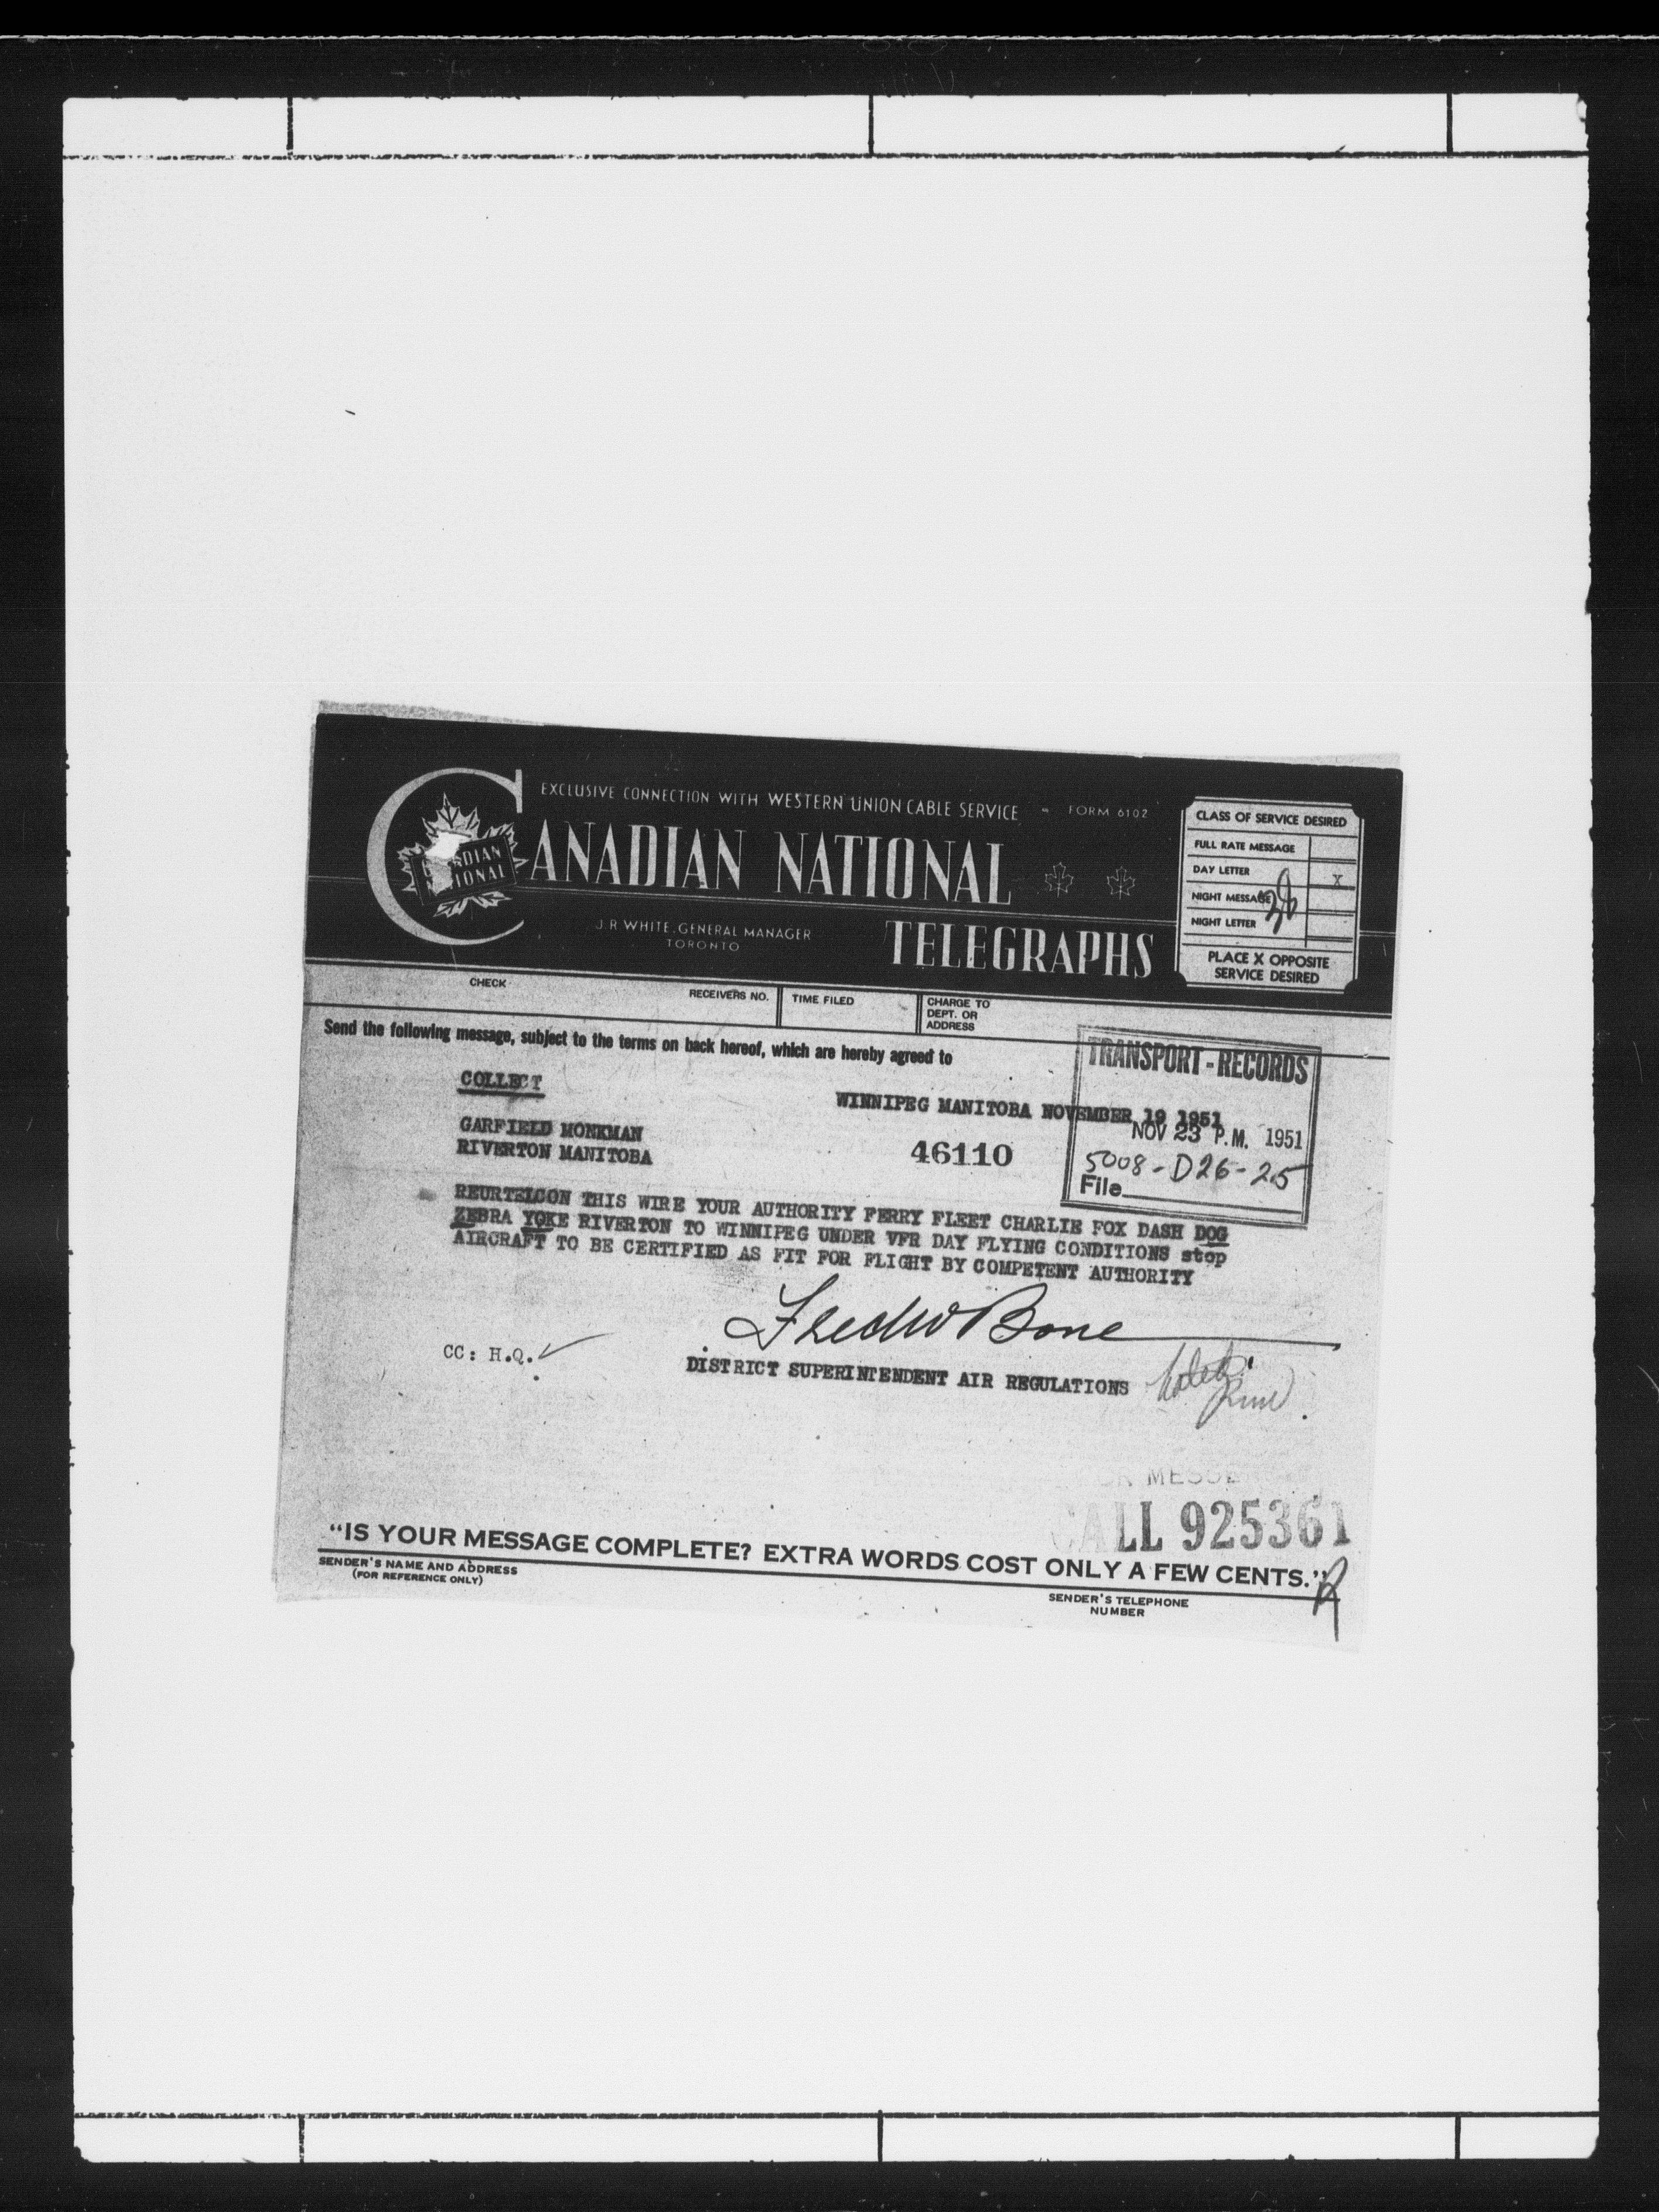 EXCLUSIVE CONNECTION WITH WESTERN UNION CABLE SERVICE - FORM 6102
CANADIAN NATIONAL
TELEGRAPHS
J. R. WHITE, GENERAL MANAGER
TORONTO
CLASS OF SERVICE DESIRED
FULL RATE MESSAGE
DAY LETTER X
NIGHT MESSAGE
NIGHT LETTER
PLACE X OPPOSITE
SERVICE DESIRED
CHECK
RECEIVERS NO.
TIME FILED
CHARGE TO
DEPT. OR
ADDRESS
Send the following message, subject to the terms on back hereof, which are hereby agreed to
TRANSPORT - RECORDS
NOV 23 P.M. 1951
5008-D26-25
File
COLLECT
WINNIPEG MANITOBA NOVEMBER 19 1951
GARFIELD MONKMAN
RIVERTON MANITOBA
46110
REURTELCON THIS WIRE YOUR AUTHORITY FERRY FLEET CHARLIE FOX DASH DOG
ZEBRA YOKE RIVERTON TO WINNIPEG UNDER VFR DAY FLYING CONDITIONS stop
AIRCRAFT TO BE CERTIFIED AS FIT FOR FLIGHT BY COMPETENT AUTHORITY
Fred W Bone
CC: H.Q. ✓
DISTRICT SUPERINTENDENT AIR REGULATIONS
CALL 925361
"IS YOUR MESSAGE COMPLETE? EXTRA WORDS COST ONLY A FEW CENTS."
SENDER'S NAME AND ADDRESS
(FOR REFERENCE ONLY)
SENDER'S TELEPHONE
NUMBER